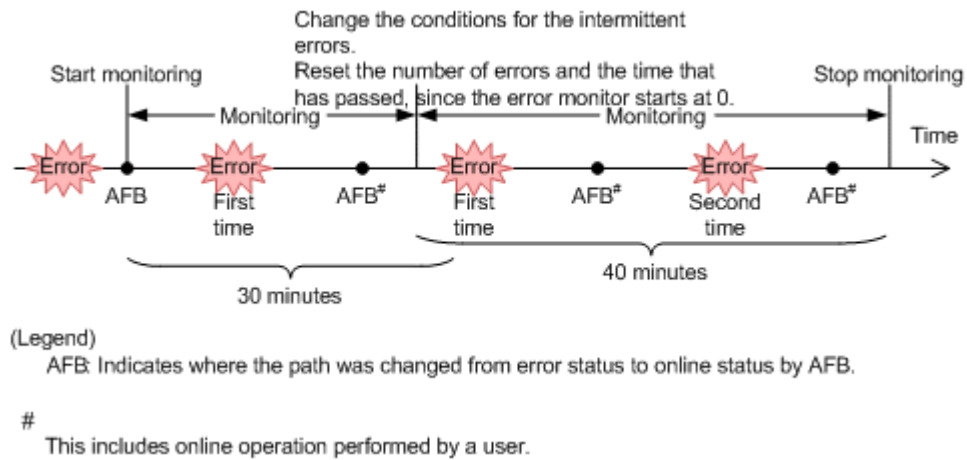 Change the conditions for the intermittent
errors.
Reset the number of errors and the time that
has passed, since the error monitor starts at 0.
Start monitoring
Stop monitoring
Monitoring
Monitoring
Time
Error
Error
Error
Error
AFB
First
time
AFB#
First
time
AFB#
Second
time
AFB#
30 minutes
40 minutes
(Legend)
AFB: Indicates where the path was changed from error status to online status by AFB.
#
This includes online operation performed by a user.